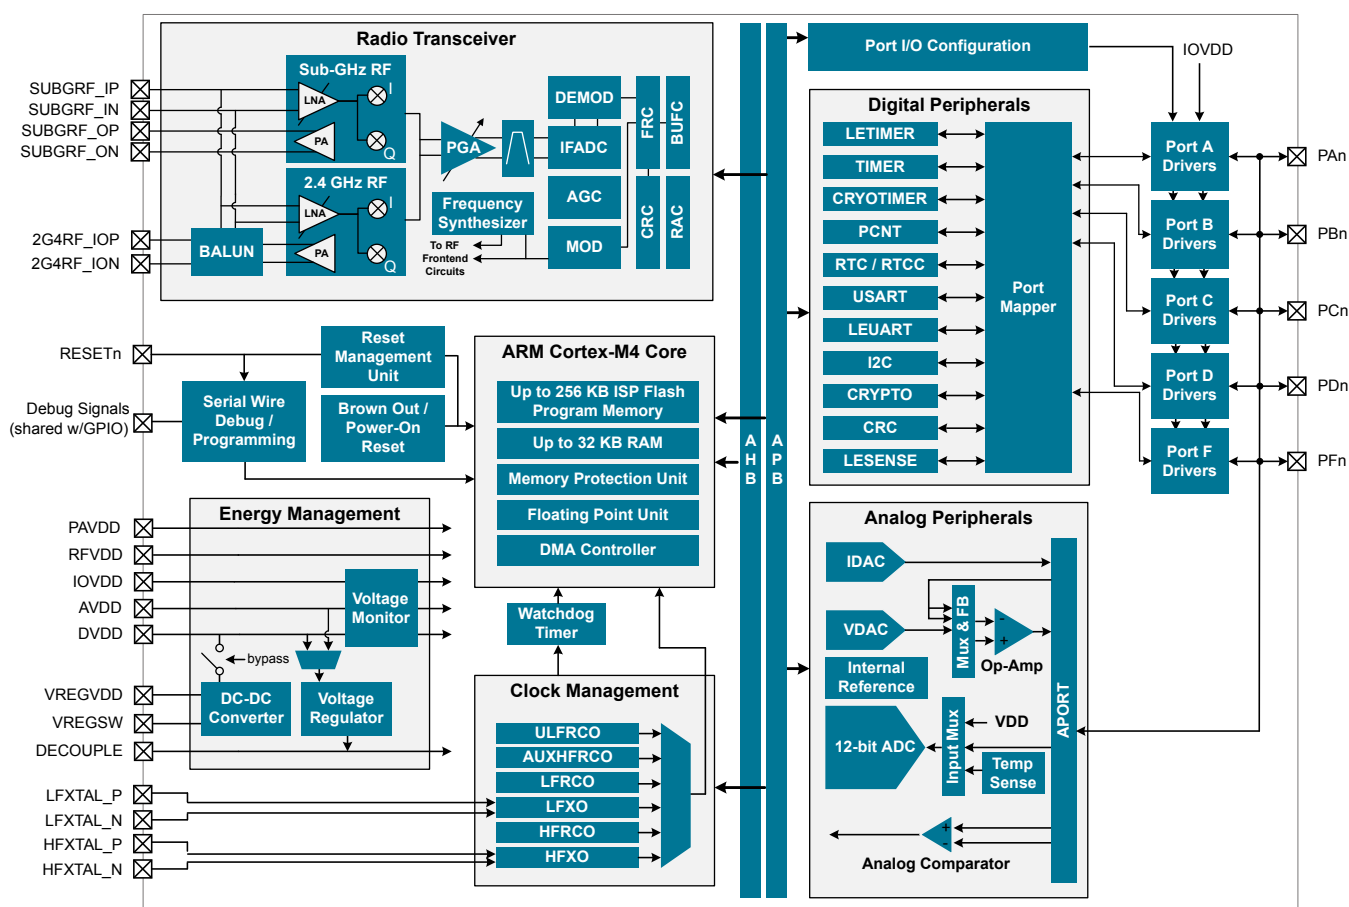 Radio Transceiver
SUBGRF_IP
SUBGRF_IN
SUBGRF_OP
SUBGRF_ON
2G4RF_IOP
2G4RF_ION
Sub-GHz RF
LNA
I
PA
Q
2.4 GHz RF
LNA
I
PA
Q
BALUN
PGA
Frequency
Synthesizer
To RF
Frontend
Circuits
DEMOD
IFADC
AGC
MOD
FRC
BUFC
CRC
RAC
RESETn
Debug Signals
(shared w/GPIO)
Reset
Management
Unit
Serial Wire
Debug /
Programming
Brown Out /
Power-On
Reset
ARM Cortex-M4 Core
Up to 256 KB ISP Flash
Program Memory
Up to 32 KB RAM
Memory Protection Unit
Floating Point Unit
DMA Controller
Watchdog
Timer
Energy Management
PAVDD
RFVDD
IOVDD
AVDD
DVDD
VREGVDD
VREGSW
DECOUPLE
Voltage
Monitor
bypass
DC-DC
Converter
Voltage
Regulator
LFXTAL_P
LFXTAL_N
HFXTAL_P
HFXTAL_N
Clock Management
ULFRCO
AUXHFRCO
LFRCO
LFXO
HFRCO
HFXO
A
H
B
A
P
B
Port I/O Configuration
IOVDD
Digital Peripherals
LETIMER
TIMER
CRYOTIMER
PCNT
RTC / RTCC
USART
LEUART
I2C
CRYPTO
CRC
LESENSE
Port
Mapper
Port A
Drivers
Port B
Drivers
Port C
Drivers
Port D
Drivers
Port F
Drivers
PAn
PBn
PCn
PDn
PFn
Analog Peripherals
IDAC
VDAC
Internal
Reference
12-bit ADC
Mux & FB
-
+
Op-Amp
Input Mux
VDD
Temp
Sense
APORT
+
-
Analog Comparator